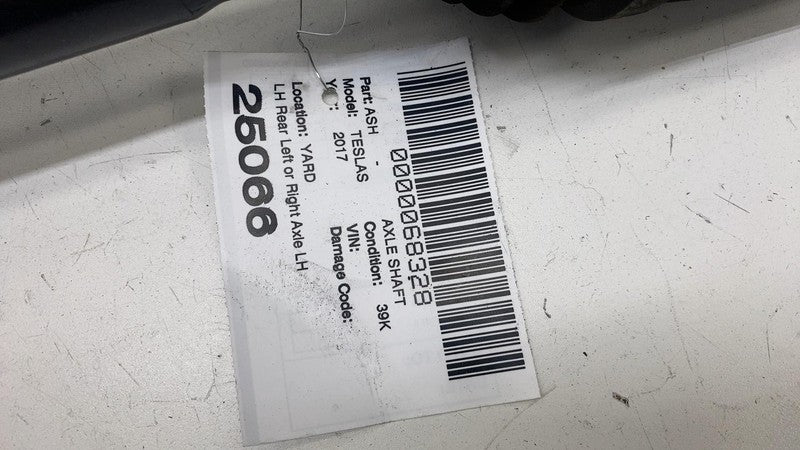 0000068328
Part: ASH - AXLE SHAFT
Model: TESLAS Condition: 39K
2017 VIN:
Damage Code:
Location: YARD
LH Rear Left or Right Axle LH
25066